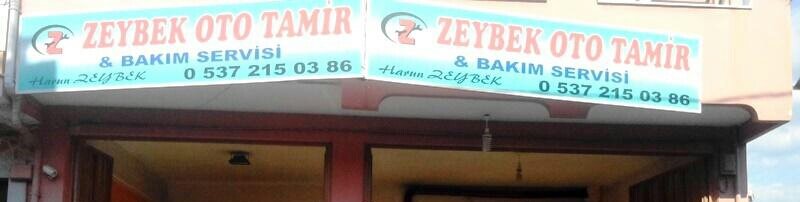 Z ZEYBEK OTO TAMİR
& BAKIM SERVİSİ
Harun ZEYBEK 0 537 215 03 86
Z ZEYBEK OTO TAMİR
& BAKIM SERVİSİ
Harun ZEYBEK 0 537 215 03 86